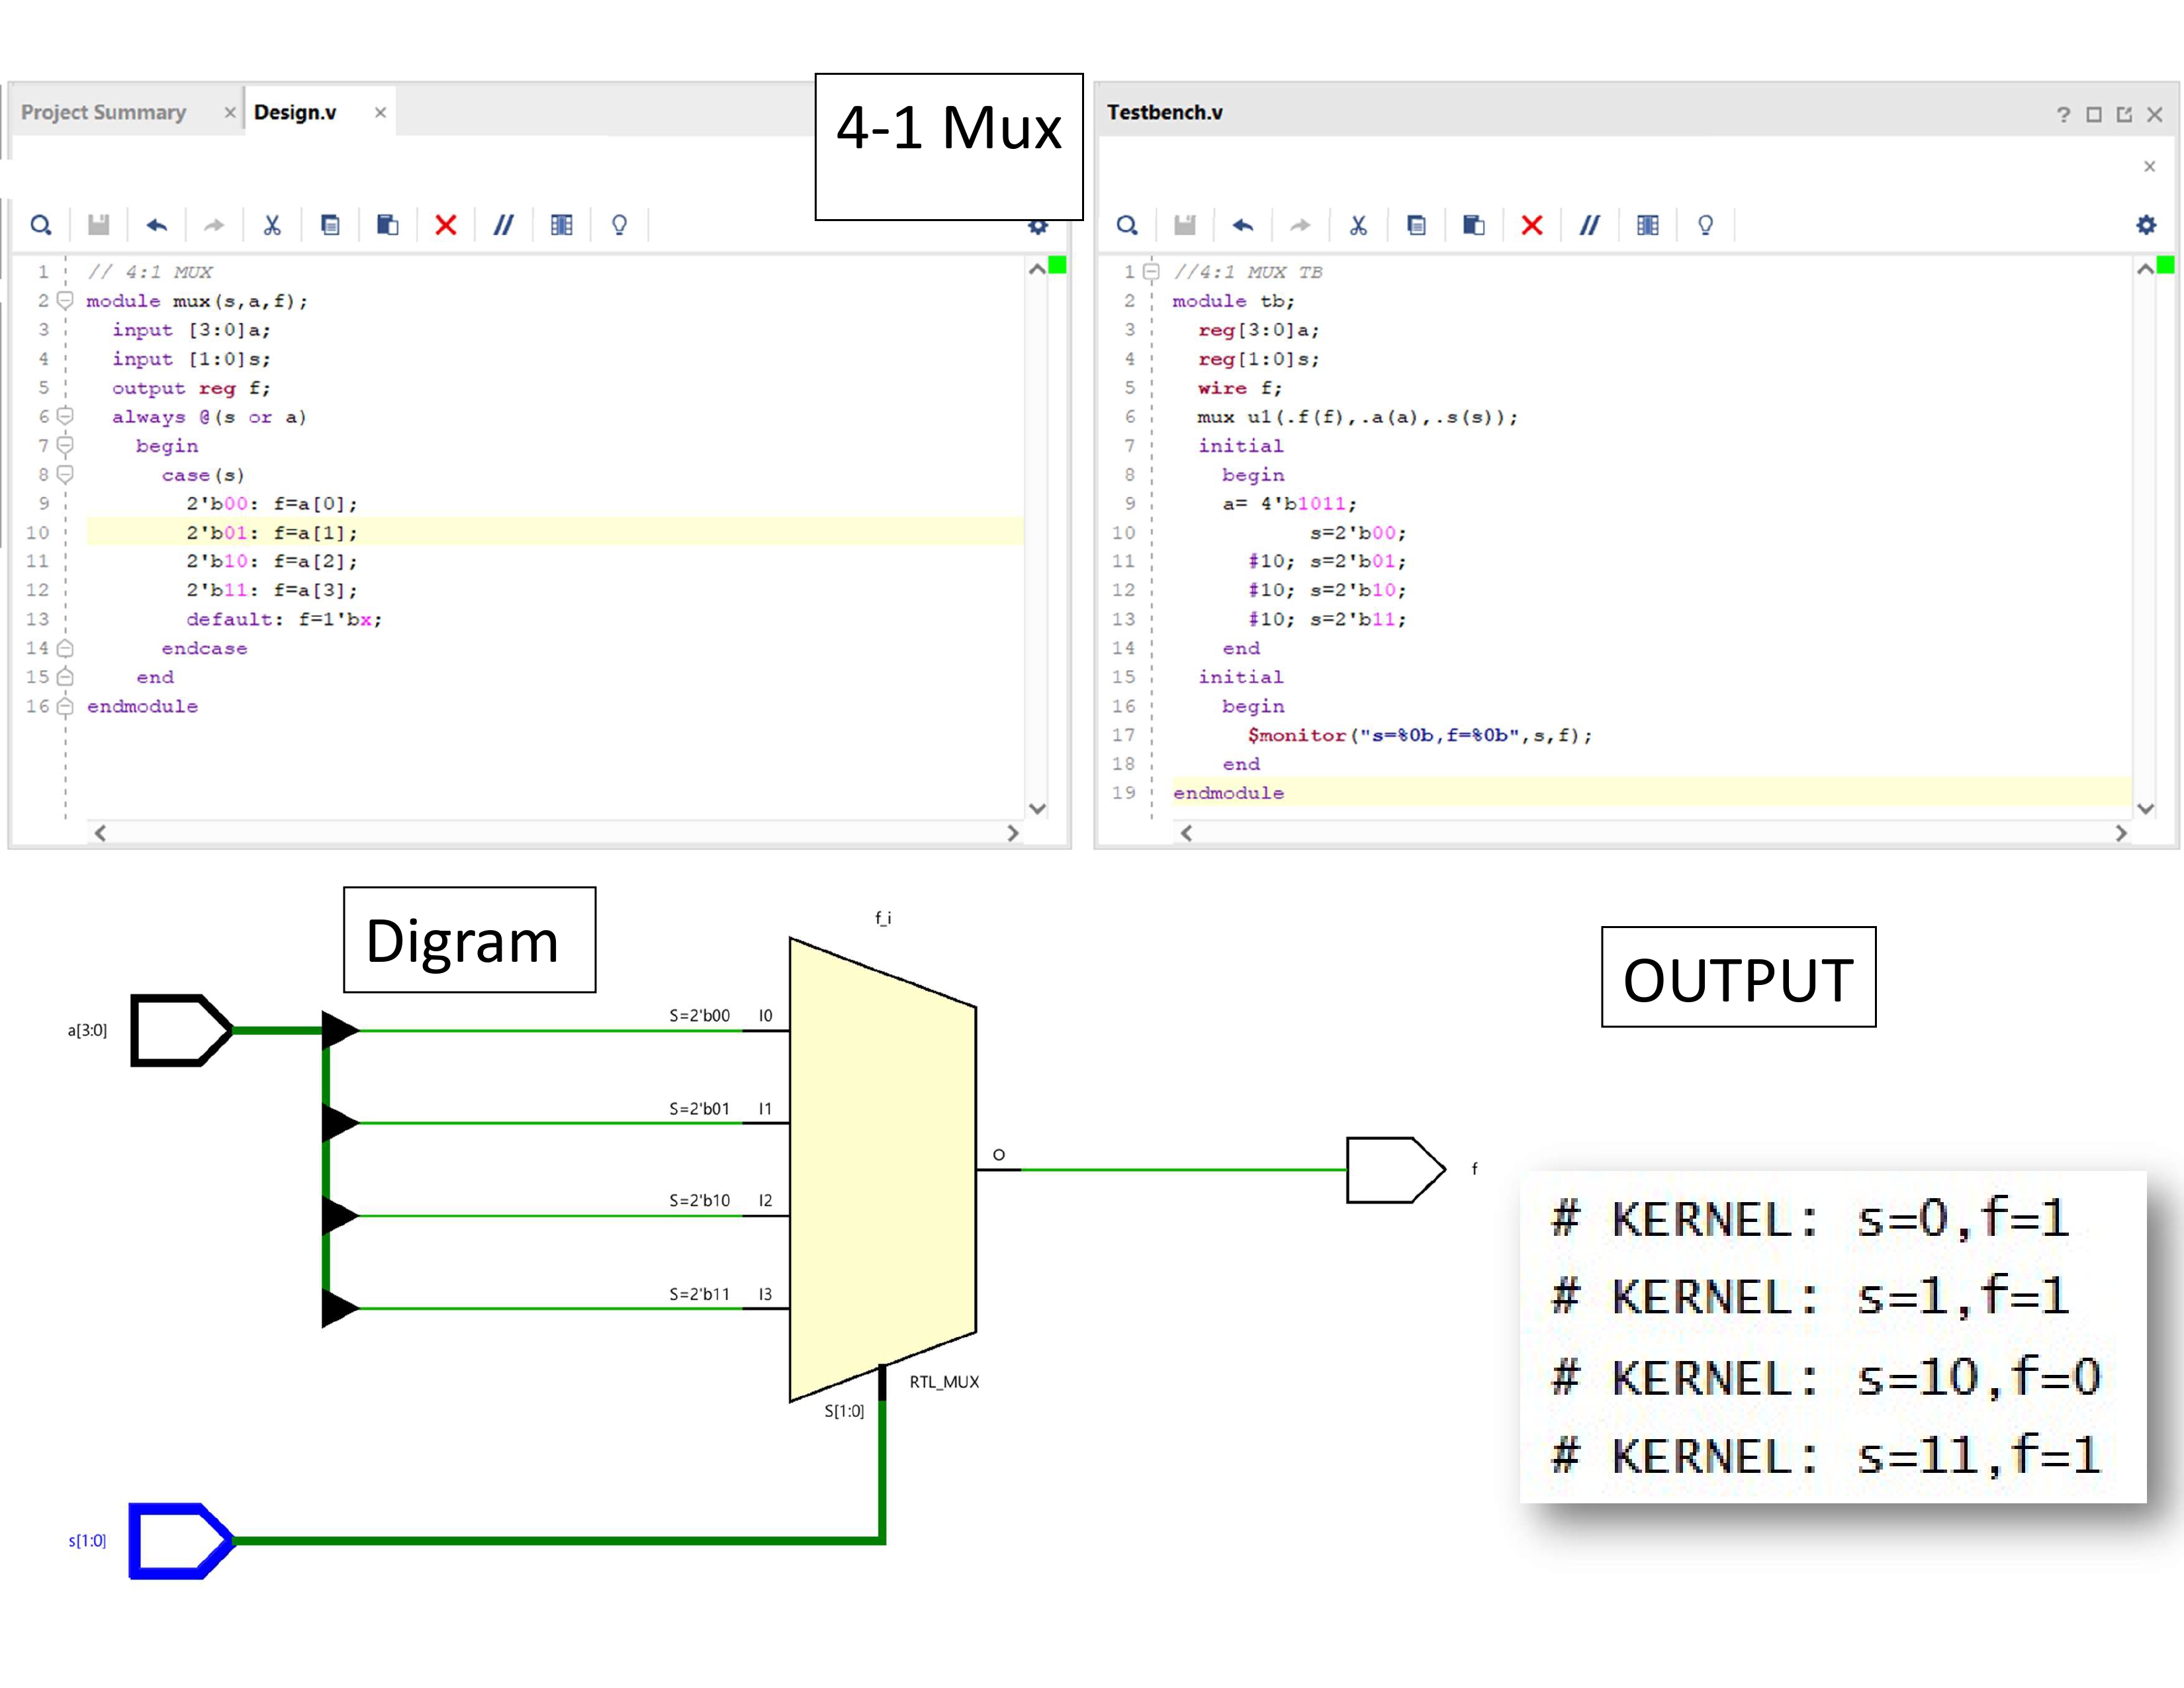 4-1 Mux
Project Summary
Design.v
1 // 4:1 MUX
2 module mux(s,a,f);
3 input [3:0]a;
4 input [1:0]s;
5 output reg f;
6 always @(s or a)
7 begin
8 case(s)
9 2'b00: f=a[0];
10 2'b01: f=a[1];
11 2'b10: f=a[2];
12 2'b11: f=a[3];
13 default: f=1'bx;
14 endcase
15 end
16 endmodule
Testbench.v
1 //4:1 MUX TB
2 module tb;
3 reg[3:0]a;
4 reg[1:0]s;
5 wire f;
6 mux u1(.f(f),.a(a),.s(s));
7 initial
8 begin
9 a= 4'b1011;
10 s=2'b00;
11 #10; s=2'b01;
12 #10; s=2'b10;
13 #10; s=2'b11;
14 end
15 initial
16 begin
17 $monitor("s=%0b,f=%0b",s,f);
18 end
19 endmodule
Digram
f_i
a[3:0]
S=2'b00 I0
S=2'b01 I1
S=2'b10 I2
S=2'b11 I3
O
f
RTL_MUX
S[1:0]
s[1:0]
OUTPUT
# KERNEL: s=0,f=1
# KERNEL: s=1,f=1
# KERNEL: s=10,f=0
# KERNEL: s=11,f=1